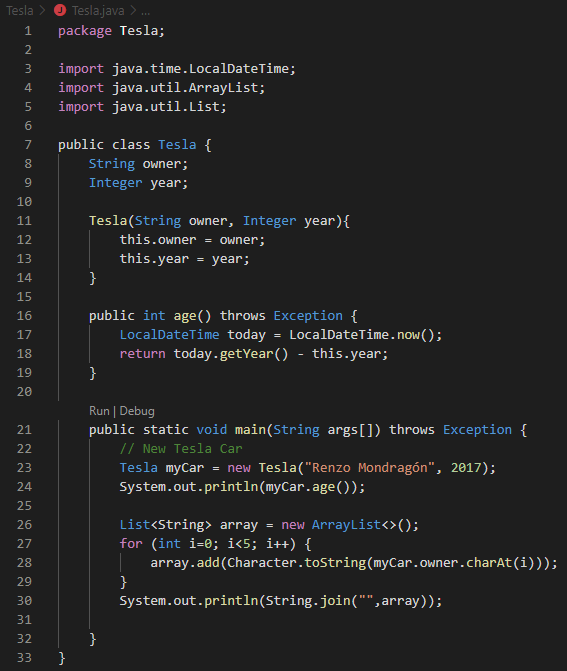 Tesla > Tesla.java > ...
1 package Tesla;
2
3 import java.time.LocalDateTime;
4 import java.util.ArrayList;
5 import java.util.List;
6
7 public class Tesla {
8     String owner;
9     Integer year;
10
11     Tesla(String owner, Integer year){
12         this.owner = owner;
13         this.year = year;
14     }
15
16     public int age() throws Exception {
17         LocalDateTime today = LocalDateTime.now();
18         return today.getYear() - this.year;
19     }
20
Run | Debug
21     public static void main(String args[]) throws Exception {
22         // New Tesla Car
23         Tesla myCar = new Tesla("Renzo Mondragón", 2017);
24         System.out.println(myCar.age());
25
26         List<String> array = new ArrayList<>();
27         for (int i=0; i<5; i++) {
28             array.add(Character.toString(myCar.owner.charAt(i)));
29         }
30         System.out.println(String.join("",array));
31
32     }
33 }